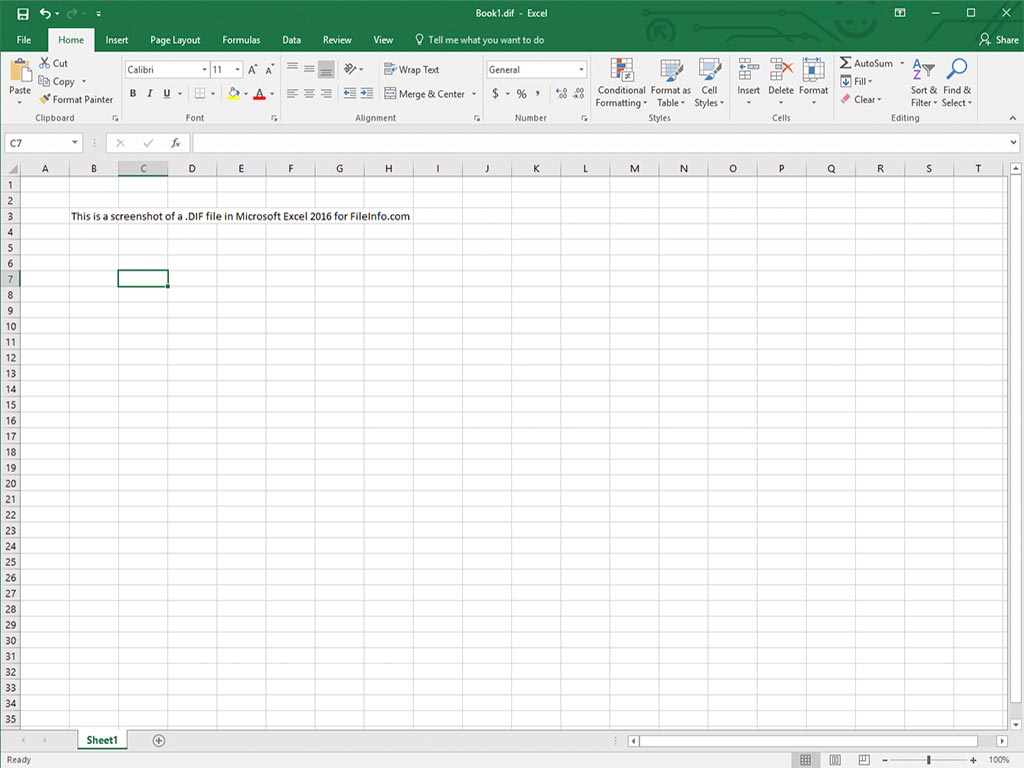 Book1.dif - Excel
File Home Insert Page Layout Formulas Data Review View Tell me what you want to do Share
Paste
Cut
Copy
Format Painter
Clipboard
Calibri 11 A A
B I U A
Font
Wrap Text
Merge & Center
Alignment
General
$ % , .0 .00 .00 .0
Number
Conditional Formatting
Format as Table
Cell Styles
Styles
Insert Delete Format
Cells
AutoSum
Fill
Clear
Sort & Filter
Find & Select
Editing
C7 fx
A B C D E F G H I J K L M N O P Q R S T
1
2
3 This is a screenshot of a .DIF file in Microsoft Excel 2016 for FileInfo.com
4
5
6
7
8
9
10
11
12
13
14
15
16
17
18
19
20
21
22
23
24
25
26
27
28
29
30
31
32
33
34
35
Sheet1
Ready 100%